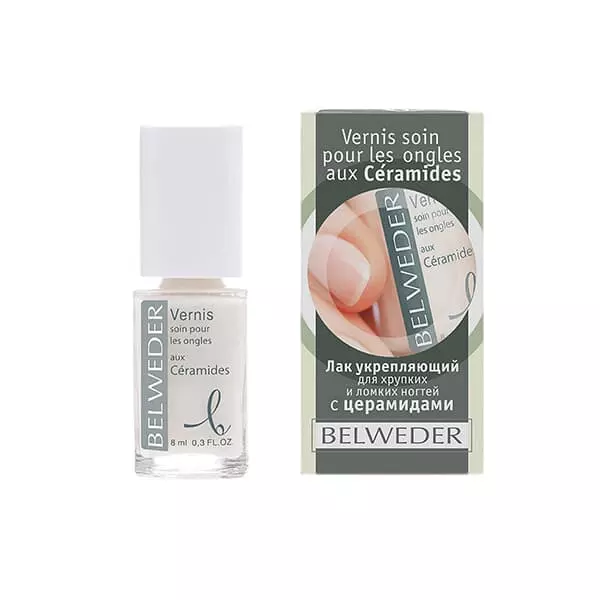 BELWEDER
Vernis
soin pour
les ongles
aux
Céramides
b
8 ml 0,3 FL.OZ.
Vernis soin
pour les ongles
aux Céramides
BELWEDER
Vernis
soin pour
les ongles
aux
Céramide
Лак укрепляющий
для хрупких
и ломких ногтей
с церамидами
BELWEDER